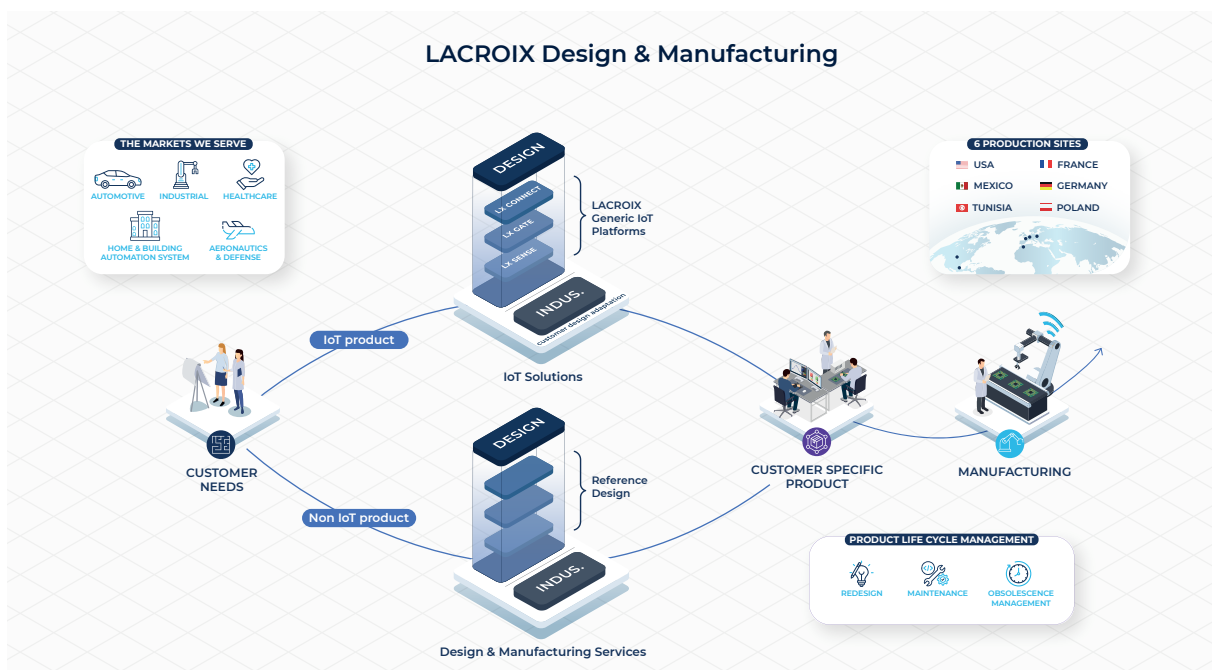 LACROIX Design & Manufacturing
THE MARKETS WE SERVE
AUTOMOTIVE
INDUSTRIAL
HEALTHCARE
HOME & BUILDING
AUTOMATION SYSTEM
AERONAUTICS
& DEFENSE
DESIGN
LX CONNECT
LX GATE
LX SENSE
LACROIX
Generic IoT
Platforms
INDUS.
customer design adaptation
IoT Solutions
6 PRODUCTION SITES
USA
FRANCE
MEXICO
GERMANY
TUNISIA
POLAND
IoT product
CUSTOMER
NEEDS
Non IoT product
DESIGN
Reference
Design
INDUS.
Design & Manufacturing Services
CUSTOMER SPECIFIC
PRODUCT
MANUFACTURING
PRODUCT LIFE CYCLE MANAGEMENT
REDESIGN
MAINTENANCE
OBSOLESCENCE
MANAGEMENT